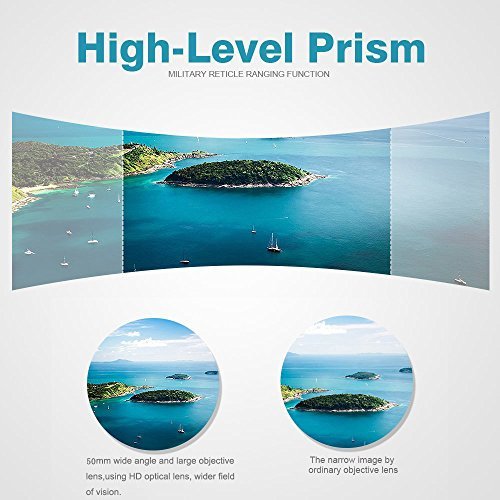 High-Level Prism
MILITARY RETICLE RANGING FUNCTION
50mm wide angle and large objective
lens,using HD optical lens, wider field
of vision.
The narrow image by
ordinary objective lens